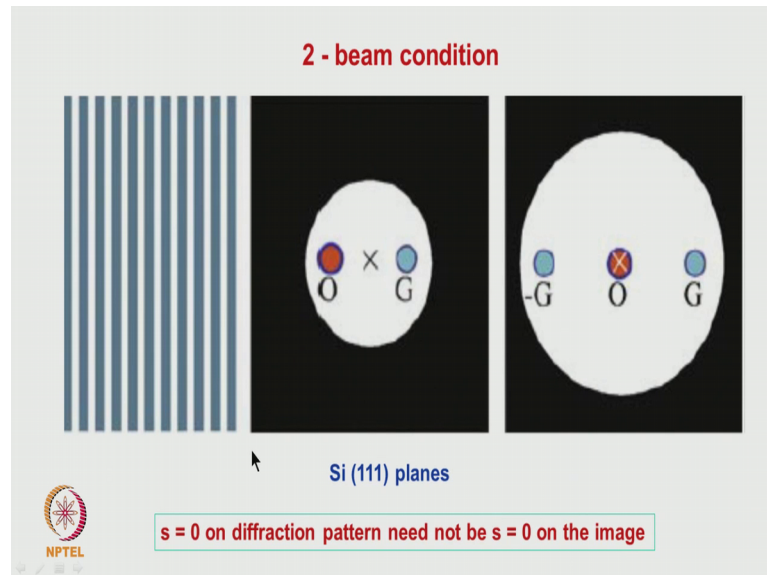 2 - beam condition
O G
-G O G
Si (111) planes
s = 0 on diffraction pattern need not be s = 0 on the image
NPTEL